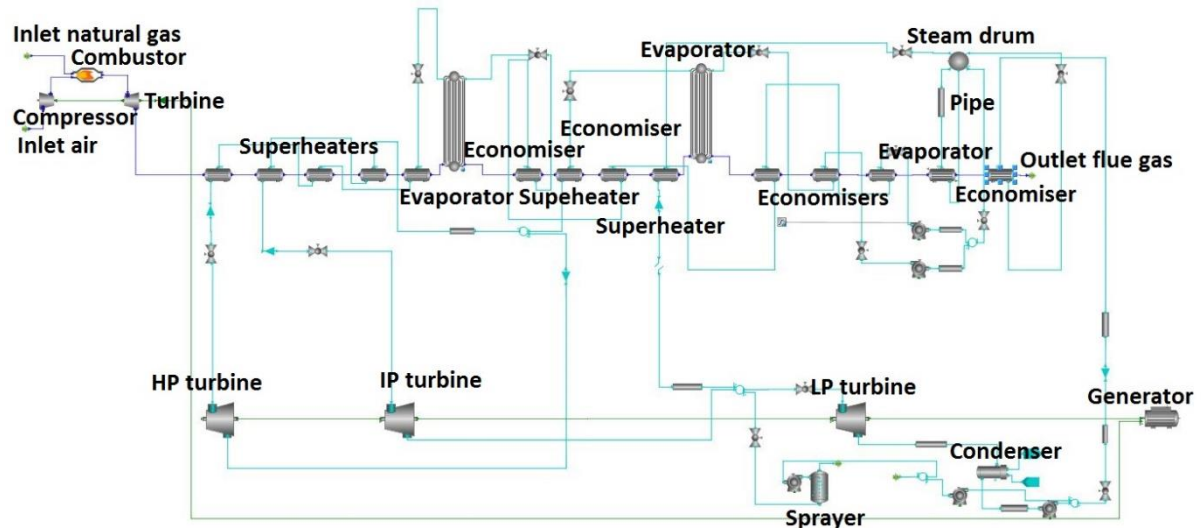 Inlet natural gas
Combustor
Turbine
Compressor
Inlet air
Superheaters
Evaporator
Economiser
Economiser
Supeheater
Superheater
Evaporator
Steam drum
Pipe
Evaporator
Economisers
Outlet flue gas
Economiser
HP turbine
IP turbine
LP turbine
Generator
Condenser
Sprayer